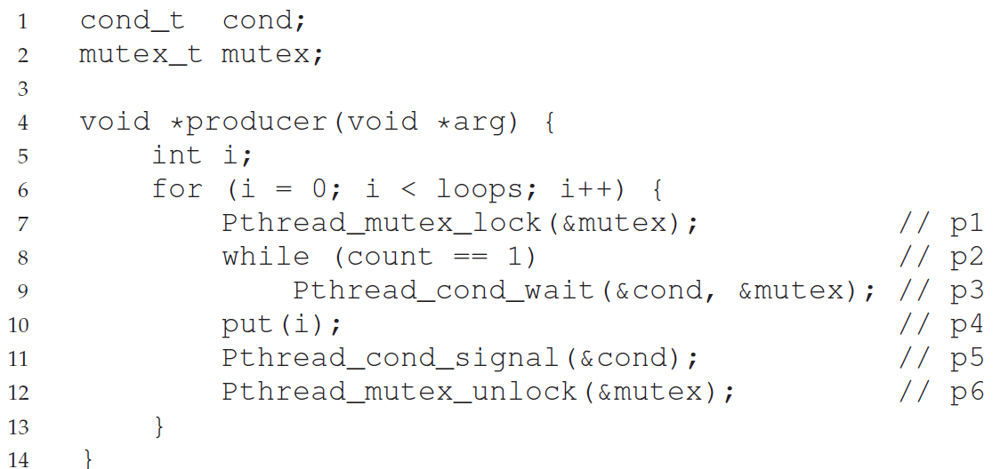 1 cond_t cond;
2 mutex_t mutex;
3
4 void *producer(void *arg) {
5 int i;
6 for (i = 0; i < loops; i++) {
7 Pthread_mutex_lock(&mutex); // p1
8 while (count == 1) // p2
9 Pthread_cond_wait(&cond, &mutex); // p3
10 put(i); // p4
11 Pthread_cond_signal(&cond); // p5
12 Pthread_mutex_unlock(&mutex); // p6
13 }
14 }